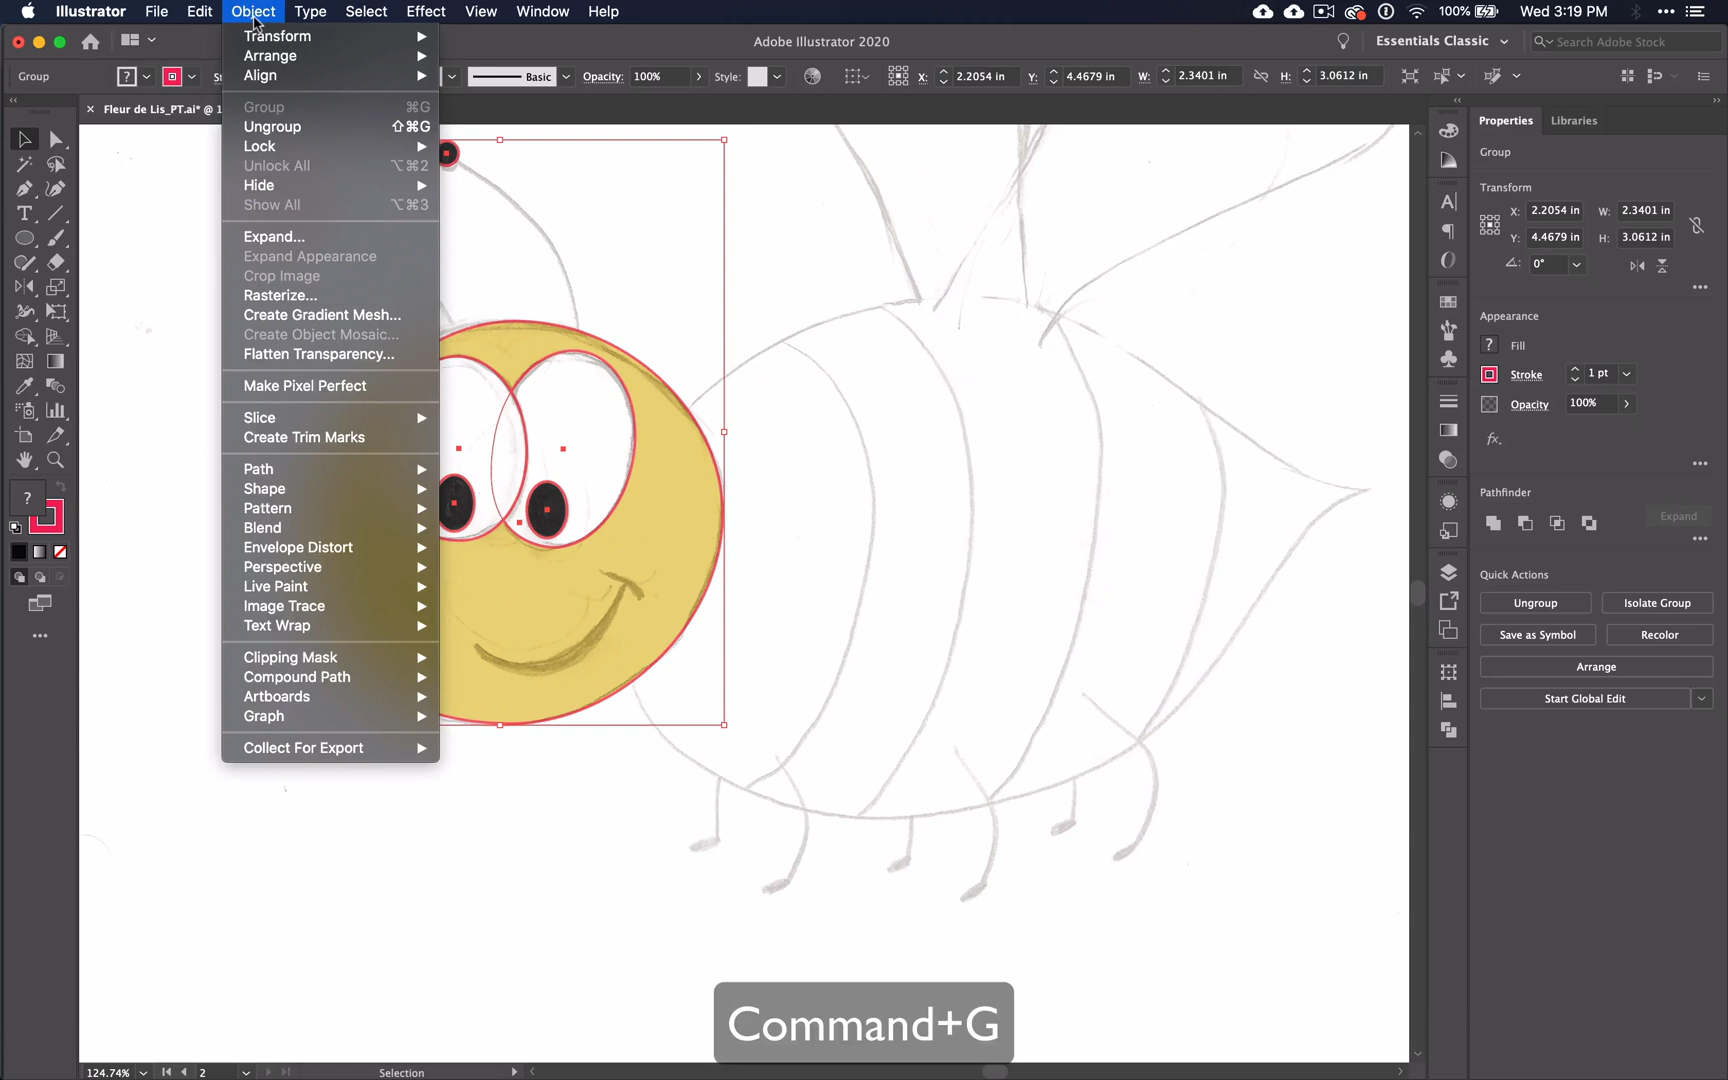 Illustrator File Edit Object Type Select Effect View Window Help 100% Wed 3:19 PM
Adobe Illustrator 2020 Essentials Classic Search Adobe Stock
Group ? Basic Opacity: 100% Style: X: 2.2054 in Y: 4.4679 in W: 2.3401 in H: 3.0612 in
Fleur de Lis_PT.ai* @ 1
Transform
Arrange
Align
Group ⌘G
Ungroup ⇧⌘G
Lock
Unlock All ⌥⌘2
Hide
Show All ⌥⌘3
Expand...
Expand Appearance
Crop Image
Rasterize...
Create Gradient Mesh...
Create Object Mosaic...
Flatten Transparency...
Make Pixel Perfect
Slice
Create Trim Marks
Path
Shape
Pattern
Blend
Envelope Distort
Perspective
Live Paint
Image Trace
Text Wrap
Clipping Mask
Compound Path
Artboards
Graph
Collect For Export
?
Properties Libraries
Group
Transform
X: 2.2054 in W: 2.3401 in
Y: 4.4679 in H: 3.0612 in
0°
Appearance
? Fill
Stroke 1 pt
Opacity 100%
fx.
Pathfinder
Expand
Quick Actions
Ungroup Isolate Group
Save as Symbol Recolor
Arrange
Start Global Edit
Command+G
124.74% 2 Selection